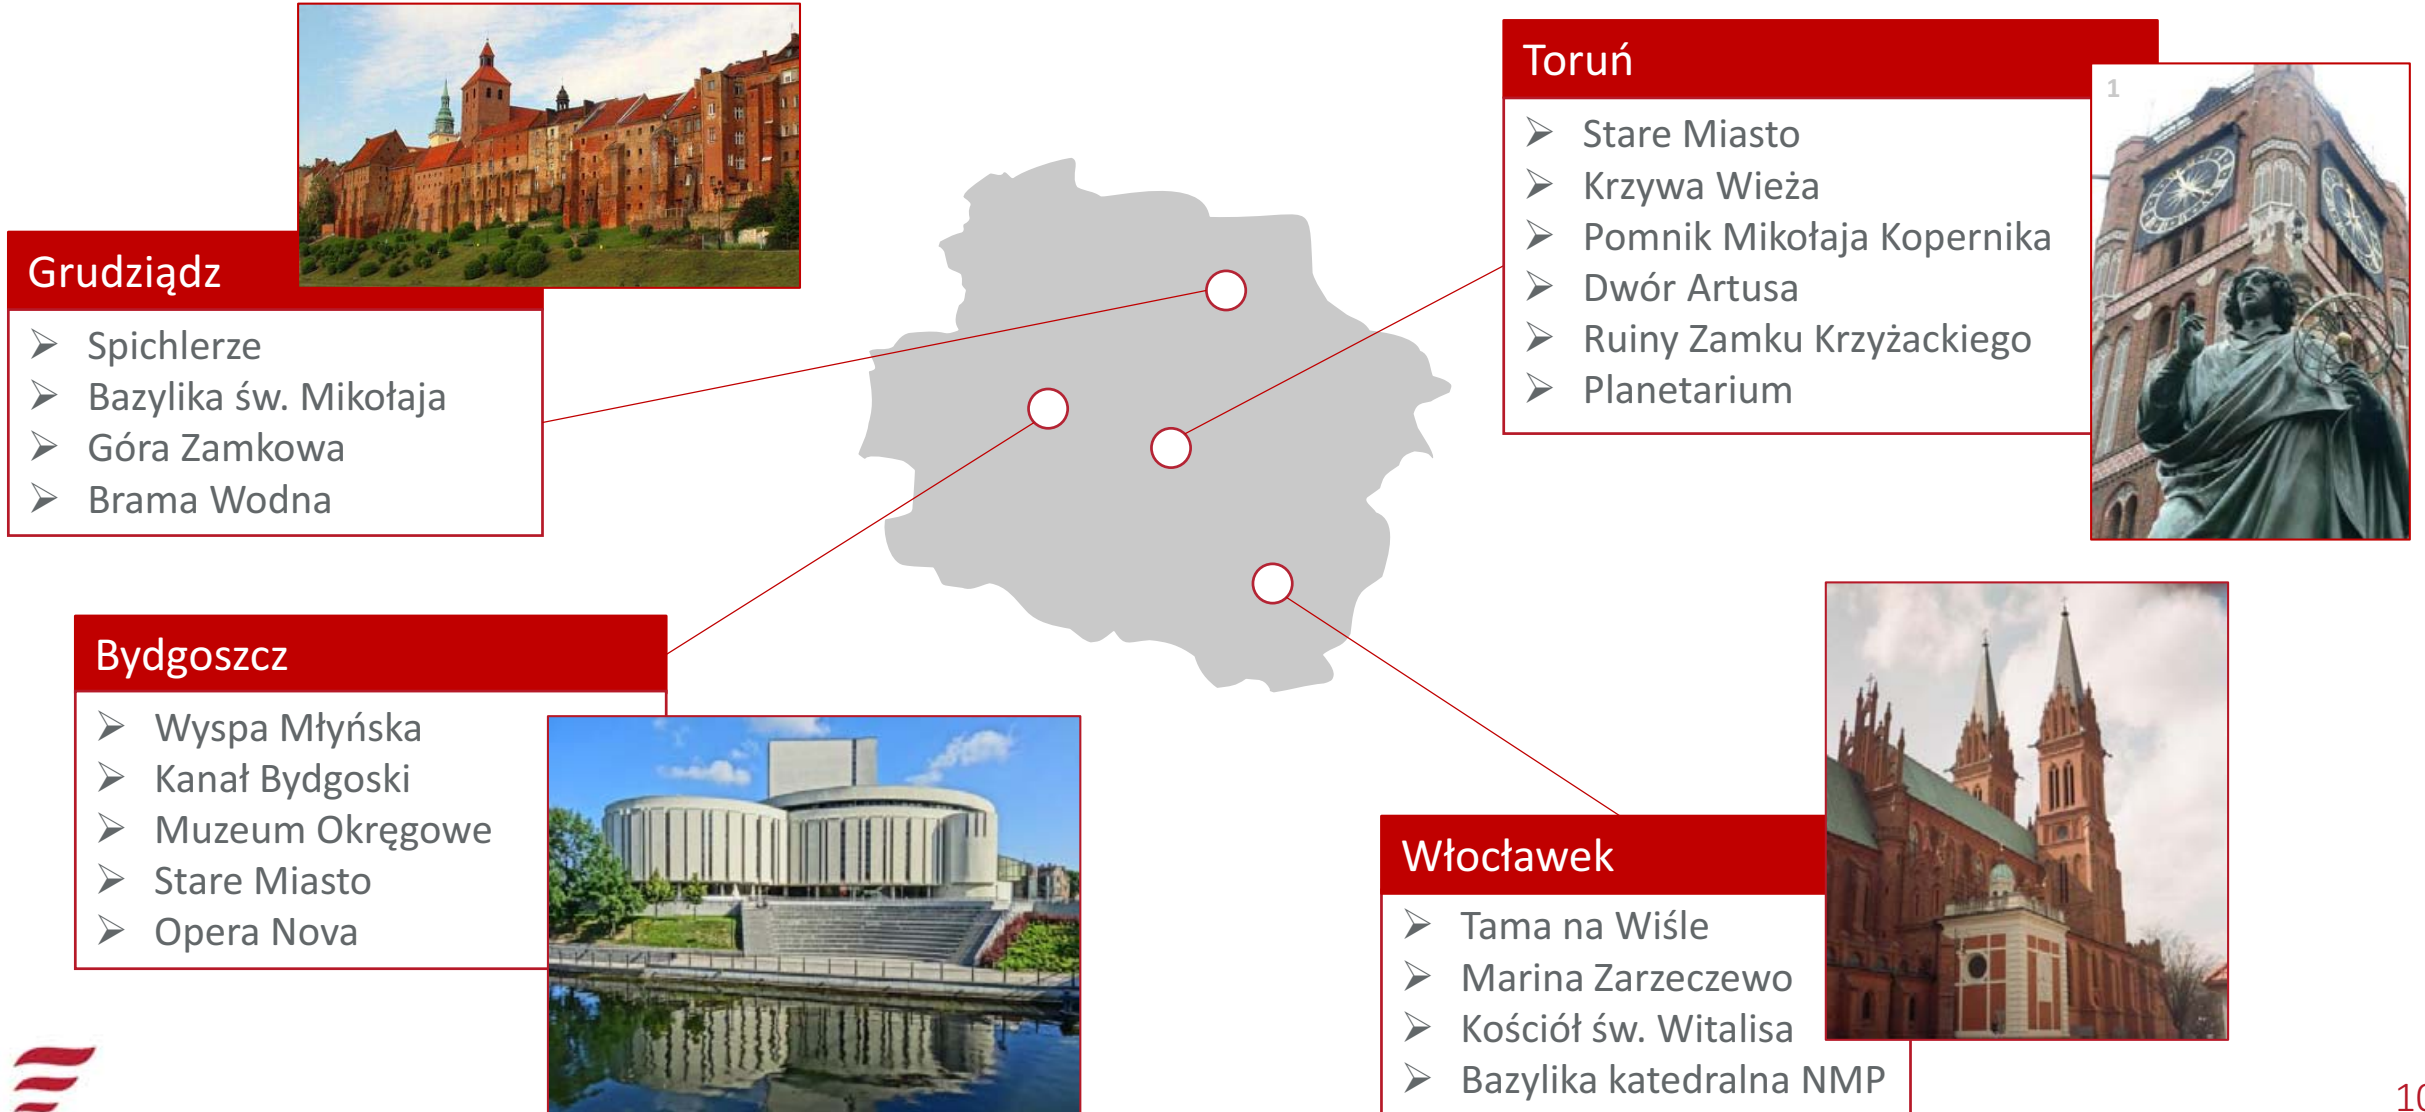 Grudziądz
Spichlerze
Bazylika św. Mikołaja
Góra Zamkowa
Brama Wodna
Toruń
Stare Miasto
Krzywa Wieża
Pomnik Mikołaja Kopernika
Dwór Artusa
Ruiny Zamku Krzyżackiego
Planetarium
1
Bydgoszcz
Wyspa Młyńska
Kanał Bydgoski
Muzeum Okręgowe
Stare Miasto
Opera Nova
Włocławek
Tama na Wiśle
Marina Zarzeczewo
Kościół św. Witalisa
Bazylika katedralna NMP